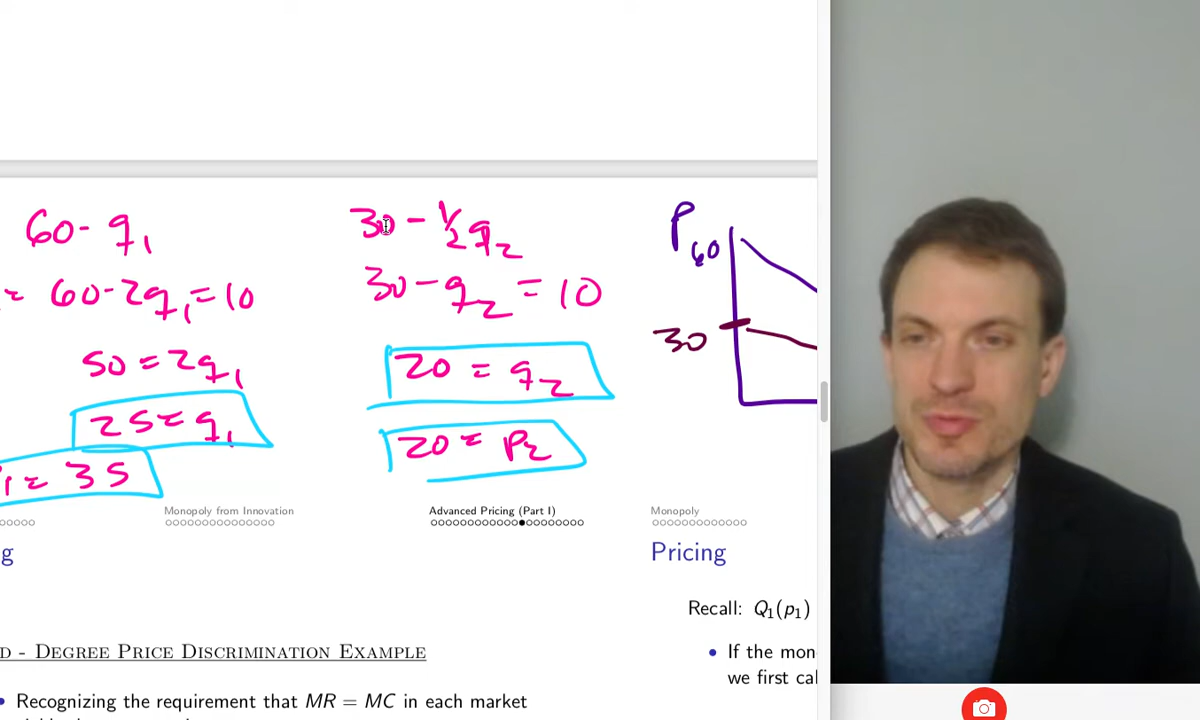 60 - q₁
= 60 - 2q₁ = 10
50 = 2q₁
25 = q₁
₁ = 35
30 - ½q₂
30 - q₂ = 10
20 = q₂
20 = P₂
P
60
30
Monopoly from Innovation
Advanced Pricing (Part I)
Monopoly
g
Pricing
D - DEGREE PRICE DISCRIMINATION EXAMPLE
Recall: Q₁(p₁)
• Recognizing the requirement that MR = MC in each market
• If the mon
we first cal